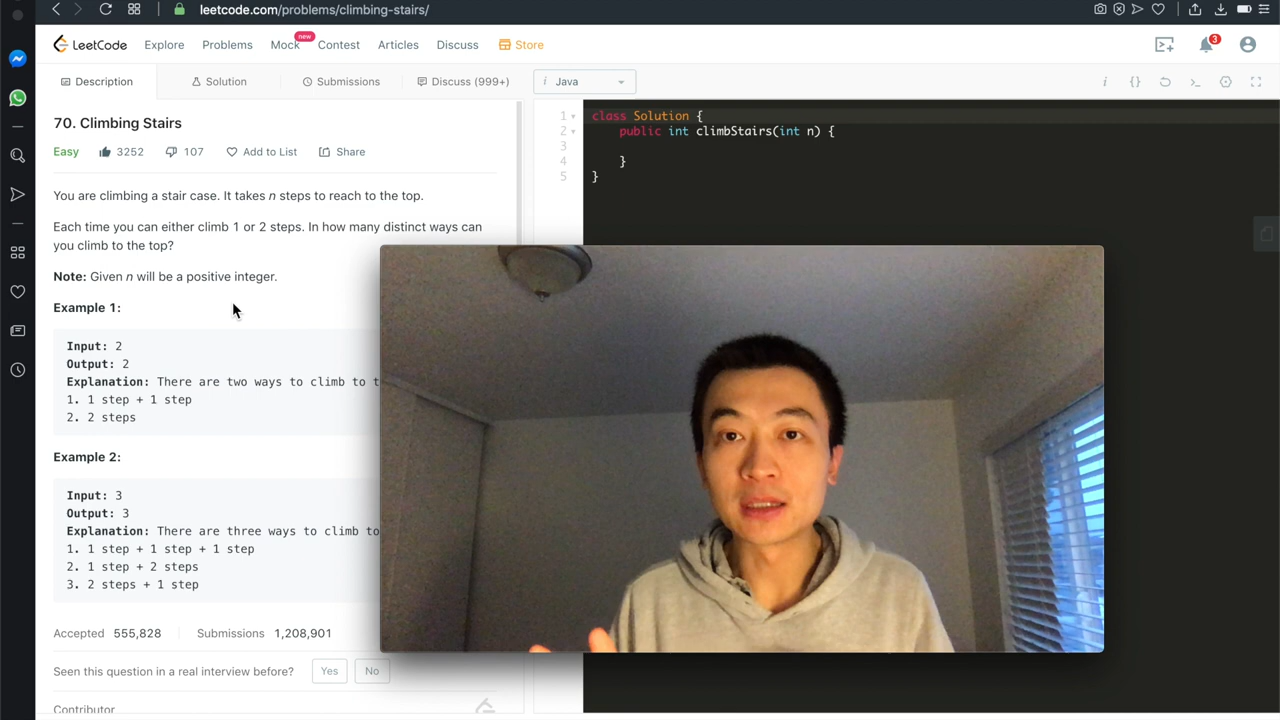 leetcode.com/problems/climbing-stairs/
LeetCode Explore Problems Mock new Contest Articles Discuss Store 3
Description Solution Submissions Discuss (999+) i Java
70. Climbing Stairs
Easy 3252 107 Add to List Share
You are climbing a stair case. It takes n steps to reach to the top.
Each time you can either climb 1 or 2 steps. In how many distinct ways can
you climb to the top?
Note: Given n will be a positive integer.
Example 1:
Input: 2
Output: 2
Explanation: There are two ways to climb to
1. 1 step + 1 step
2. 2 steps
Example 2:
Input: 3
Output: 3
Explanation: There are three ways to climb to
1. 1 step + 1 step + 1 step
2. 1 step + 2 steps
3. 2 steps + 1 step
Accepted 555,828 Submissions 1,208,901
Seen this question in a real interview before? Yes No
Contributor
1 class Solution {
2 public int climbStairs(int n) {
3
4 }
5 }